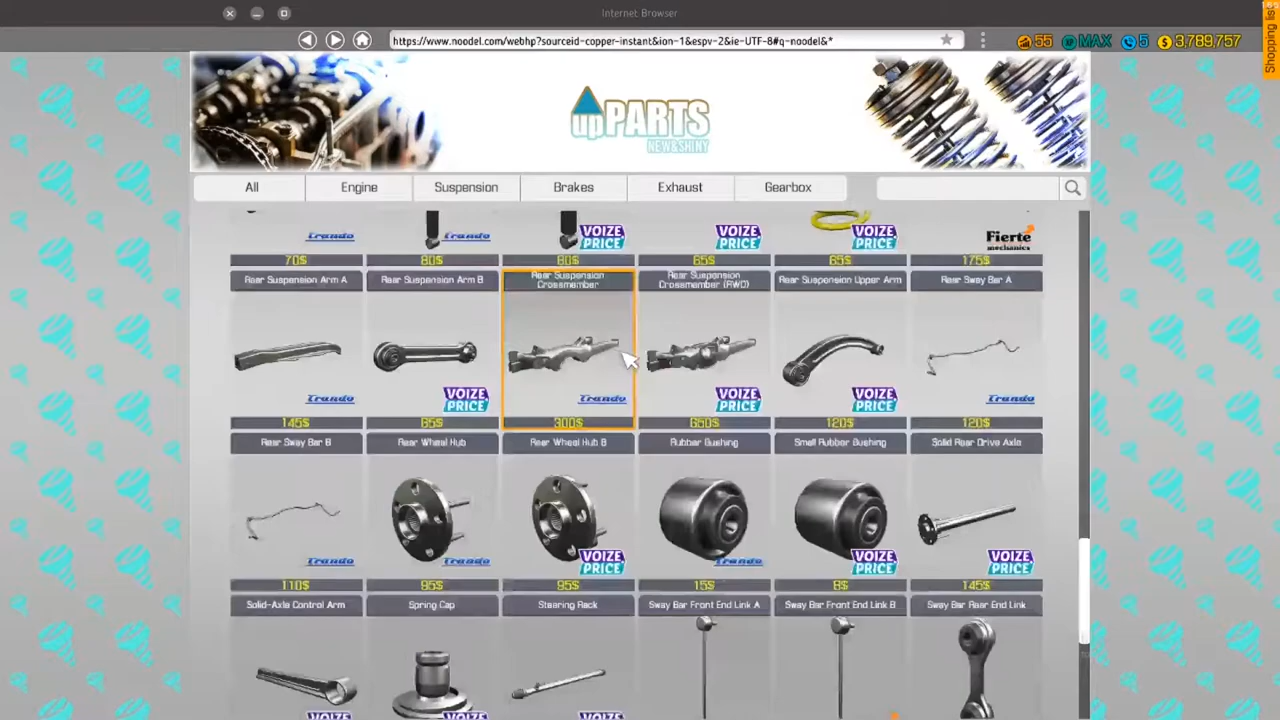 Internet Browser
https://www.noodel.com/webhp?sourceid-copper-instant&ion-1&espv-2&ie-UTF-8#q-noodel&*
55 MAX 5 $ 3,789,757
Shopping list
upPARTS
NEW&SHINY
All Engine Suspension Brakes Exhaust Gearbox
Trando Trando VOIZE PRICE VOIZE PRICE VOIZE PRICE Fierte mechanics
70$ 80$ 80$ 65$ 65$ 175$
Rear Suspension Arm A Rear Suspension Arm B Rear Suspension Crossmember Rear Suspension Crossmember (RWD) Rear Suspension Upper Arm Rear Sway Bar A
Trando VOIZE PRICE Trando VOIZE PRICE VOIZE PRICE Trando
145$ 85$ 300$ 650$ 120$ 120$
Rear Sway Bar B Rear Wheel Hub Rear Wheel Hub B Rubber Bushing Small Rubber Bushing Solid Rear Drive Axle
Trando Trando VOIZE PRICE Trando VOIZE PRICE VOIZE PRICE
110$ 95$ 95$ 15$ 8$ 145$
Solid-Axle Control Arm Spring Cap Steering Rack Sway Bar Front End Link A Sway Bar Front End Link B Sway Bar Rear End Link
VOIZE VOIZE VOIZE